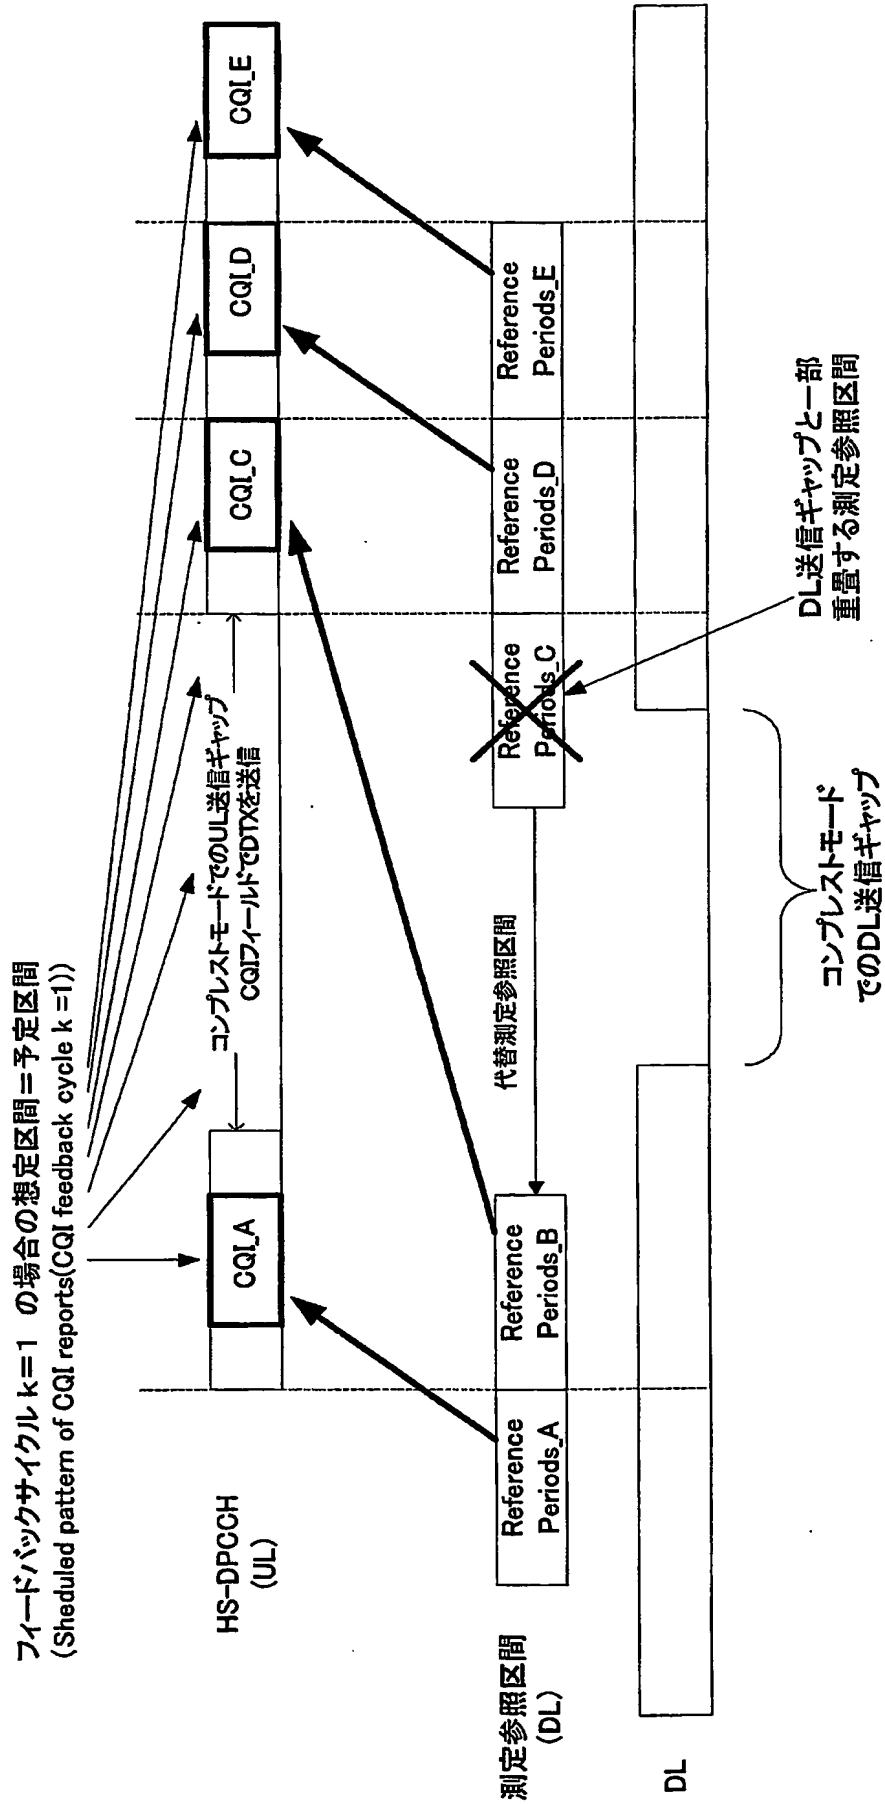 フィードバックサイクル k=1 の場合の想定区間=予定区間
(Sheduled pattern of CQI reports(CQI feedback cycle k =1))
HS-DPCCH
(UL)
CQI_A
コンプレストモードでのUL送信ギャップ
CQIフィールドでDTXを送信
CQI_C
CQI_D
CQI_E
測定参照区間
(DL)
Reference
Periods_A
Reference
Periods_B
代替測定参照区間
Reference
Periods_C
Reference
Periods_D
Reference
Periods_E
DL
コンプレストモード
でのDL送信ギャップ
DL送信ギャップと一部
重畳する測定参照区間